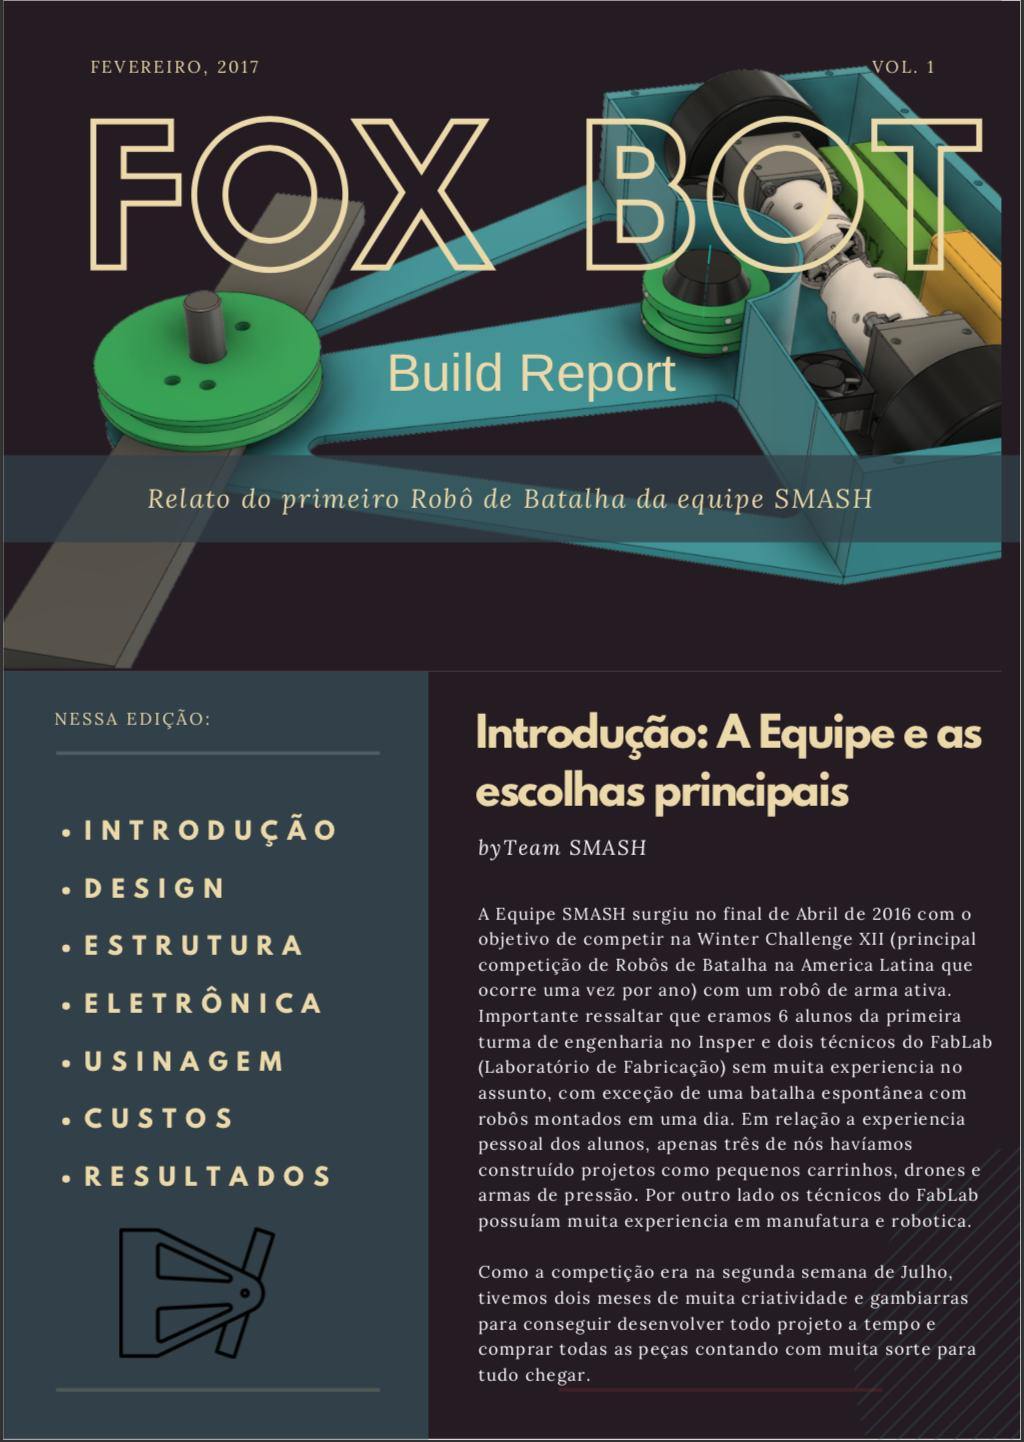 FEVEREIRO, 2017
VOL. 1
FOX BOT
Build Report
Relato do primeiro Robô de Batalha da equipe SMASH
NESSA EDIÇÃO:
• INTRODUÇÃO
• DESIGN
• ESTRUTURA
• ELETRÔNICA
• USINAGEM
• CUSTOS
• RESULTADOS
Introdução: A Equipe e as
escolhas principais
byTeam SMASH
A Equipe SMASH surgiu no final de Abril de 2016 com o
objetivo de competir na Winter Challenge XII (principal
competição de Robôs de Batalha na America Latina que
ocorre uma vez por ano) com um robô de arma ativa.
Importante ressaltar que eramos 6 alunos da primeira
turma de engenharia no Insper e dois técnicos do FabLab
(Laboratório de Fabricação) sem muita experiencia no
assunto, com exceção de uma batalha espontânea com
robôs montados em uma dia. Em relação a experiencia
pessoal dos alunos, apenas três de nós havíamos
construído projetos como pequenos carrinhos, drones e
armas de pressão. Por outro lado os técnicos do FabLab
possuíam muita experiencia em manufatura e robotica.
Como a competição era na segunda semana de Julho,
tivemos dois meses de muita criatividade e gambiarras
para conseguir desenvolver todo projeto a tempo e
comprar todas as peças contando com muita sorte para
tudo chegar.